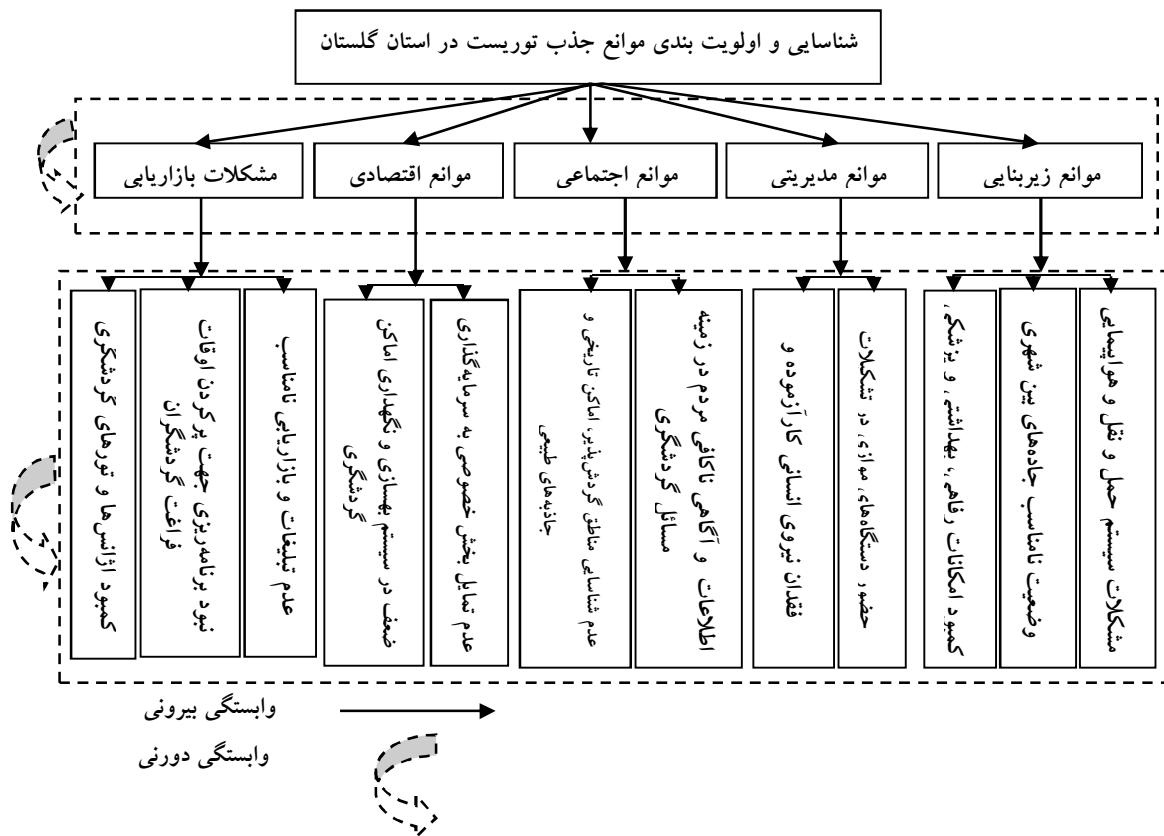 شناسایی و اولویت بندی موانع جذب توریست در استان گلستان
موانع زیربنایی
موانع مدیریتی
موانع اجتماعی
موانع اقتصادی
مشکلات بازاریابی
مشکلات سیستم حمل و نقل و هواپیمایی
وضعیت نامناسب جاده‌های بین شهری
کمبود امکانات رفاهی، بهداشتی و پزشکی
حضور دستگاه‌های موازی در تشکلات
فقدان نیروی انسانی کارآزموده و
اطلاعات و آگاهی ناکافی مردم در زمینه
مسائل گردشگری
عدم شناسایی مناطق گردش‌پذیر، اماکن تاریخی و
جاذبه‌های طبیعی
عدم تمایل بخش خصوصی به سرمایه‌گذاری
ضعف در سیستم بهسازی و نگهداری اماکن
گردشگری
عدم تبلیغات و بازاریابی نامناسب
نبود برنامه‌ریزی جهت پرکردن اوقات
فراغت گردشگران
کمبود آژانس‌ها و تورهای گردشگری
وابستگی بیرونی
وابستگی دورنی